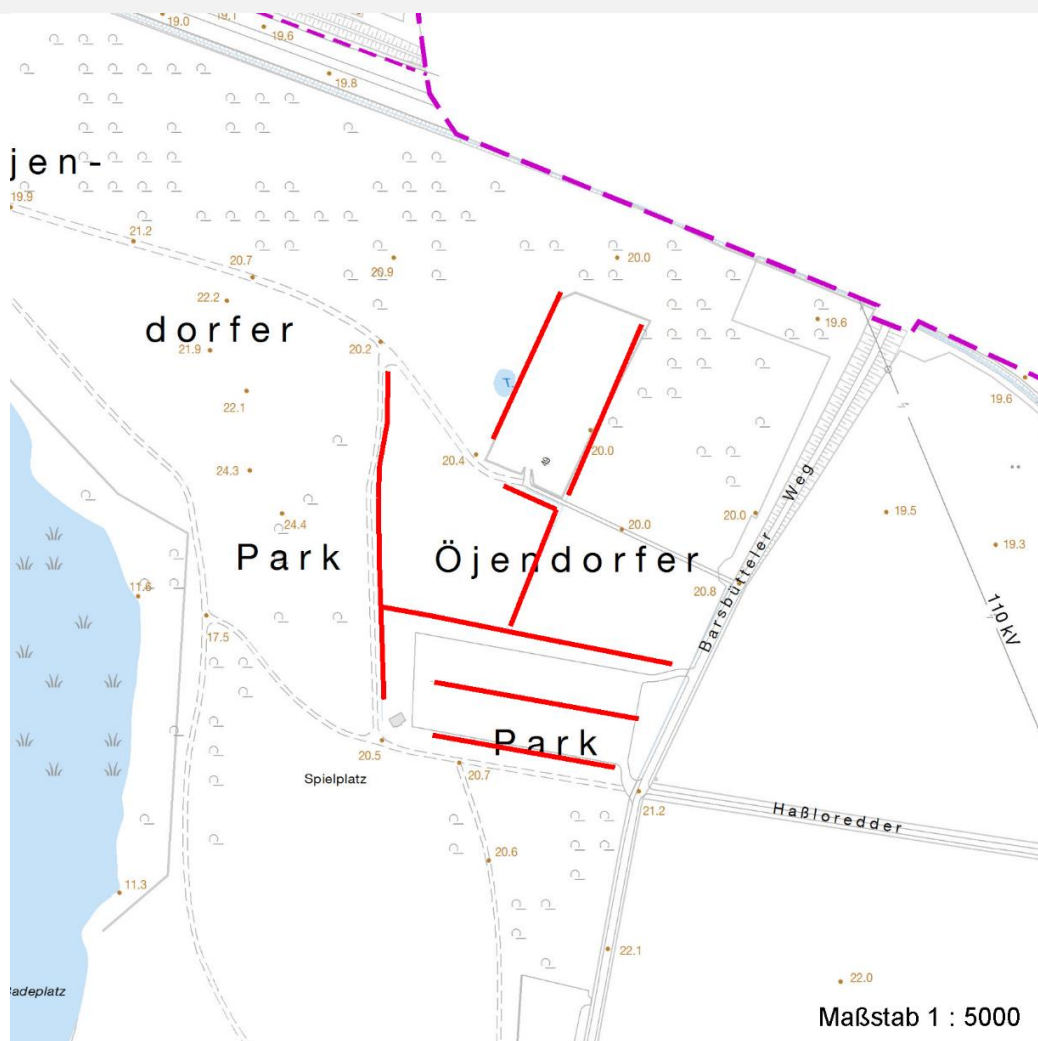 19.0
19.1
19.6
19.8
jen-
19.9
21.2
20.7
20.9
20.0
22.2
dorfer
19.6
21.9
20.2
T.
22.1
19.6
20.4
49
20.0
24.3
24.4
20.0
20.0
19.5
Barsbütteler Weg
19.3
Park
Öjendorfer
11.6
20.8
110 kV
17.5
Park
20.5
20.7
Spielplatz
21.2
Haßloredder
20.6
11.3
22.1
22.0
Badeplatz
Maßstab 1 : 5000